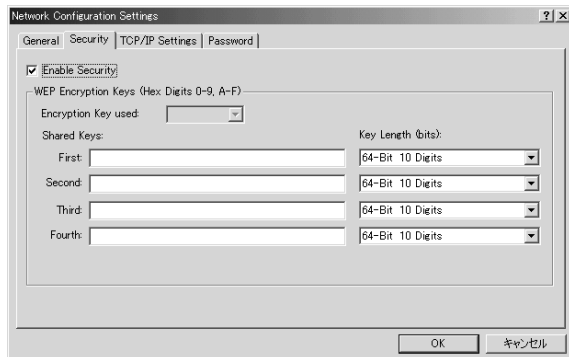 Network Configuration Settings
General Security TCP/IP Settings Password
Enable Security
WEP Encryption Keys (Hex Digits 0-9, A-F)
Encryption Key used:
Shared Keys: Key Length (bits):
First: 64-Bit 10 Digits
Second: 64-Bit 10 Digits
Third: 64-Bit 10 Digits
Fourth: 64-Bit 10 Digits
OK キャンセル